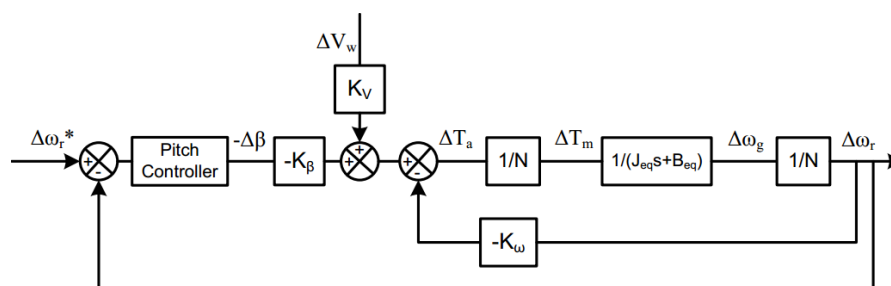 ΔV_w
K_V
Δω_r*
+
-
Pitch
Controller
-Δβ
-K_β
+
+
+
-
ΔT_a
1/N
ΔT_m
1/(J_eq s+B_eq)
Δω_g
1/N
Δω_r
-K_ω